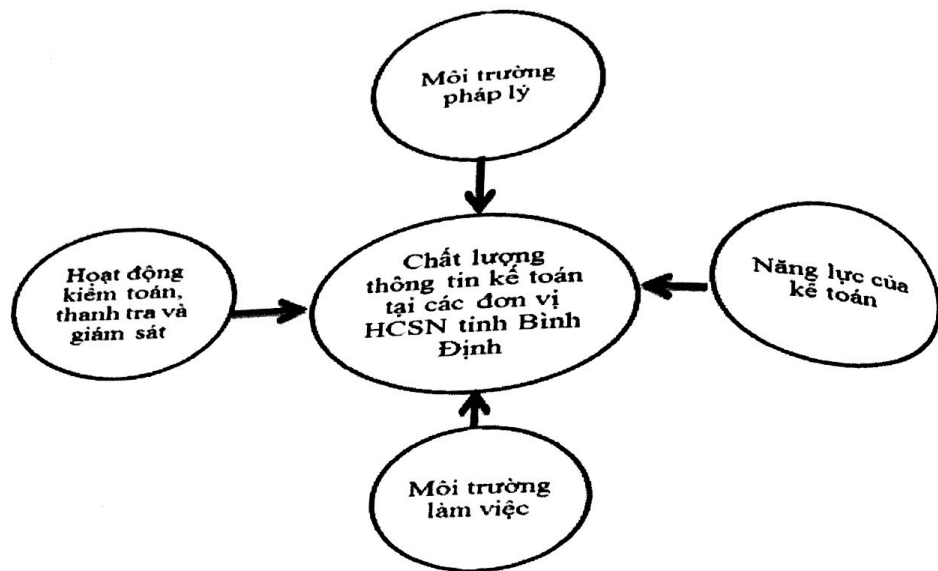 Môi trường
pháp lý
Hoạt động
kiểm toán,
thanh tra và
giám sát
Chất lượng
thông tin kế toán
tại các đơn vị
HCSN tỉnh Bình
Định
Năng lực của
kế toán
Môi trường
làm việc